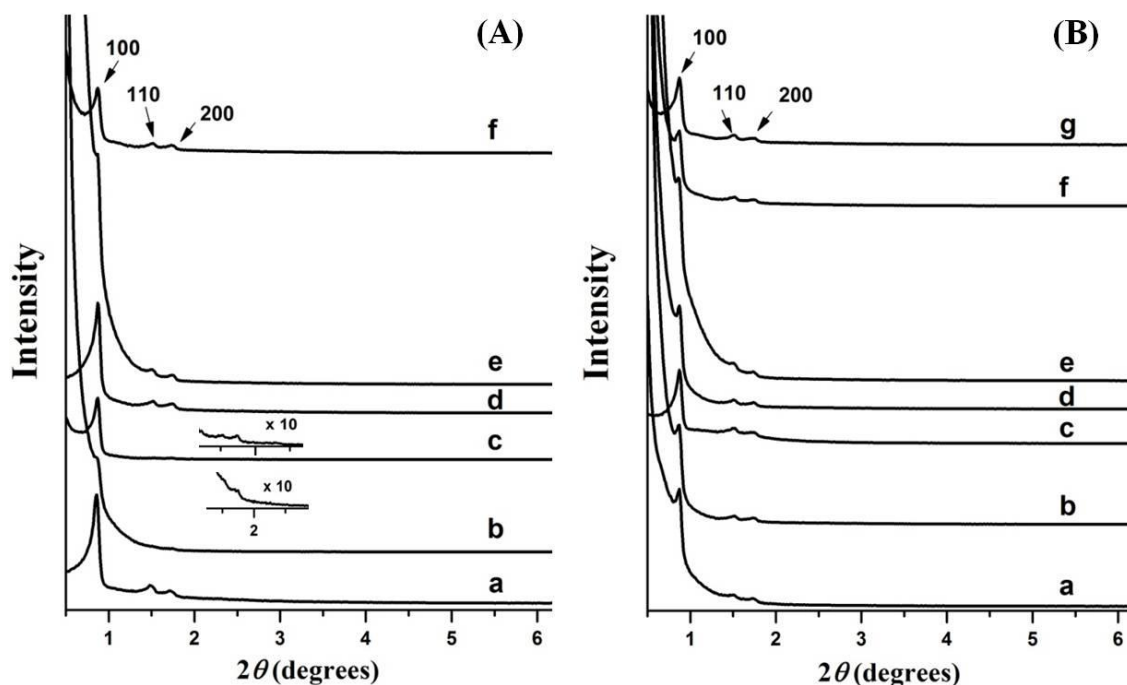 (A)
100
110
200
f
e
d
x 10
c
x 10
2
b
a
Intensity
1 2 3 4 5 6
2θ (degrees)
(B)
100
110
200
g
f
e
d
c
b
a
Intensity
1 2 3 4 5 6
2θ (degrees)